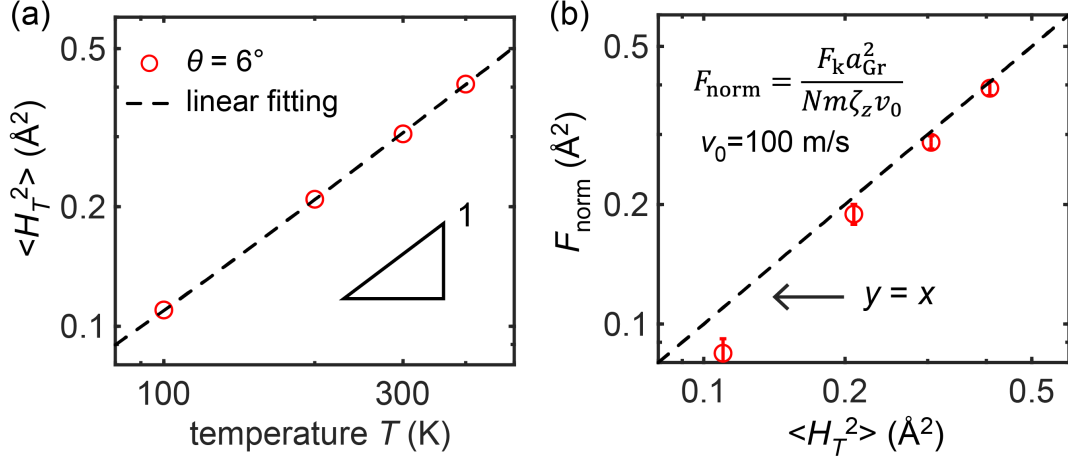 (a)
0.5
0.2
0.1
<H_T^2> (Å^2)
θ = 6°
linear fitting
1
100
300
temperature T (K)
(b)
0.5
0.2
0.1
F_norm (Å^2)
F_norm = F_k a_Gr^2 / N m ζ_z v_0
v_0=100 m/s
y = x
0.1
0.2
0.5
<H_T^2> (Å^2)